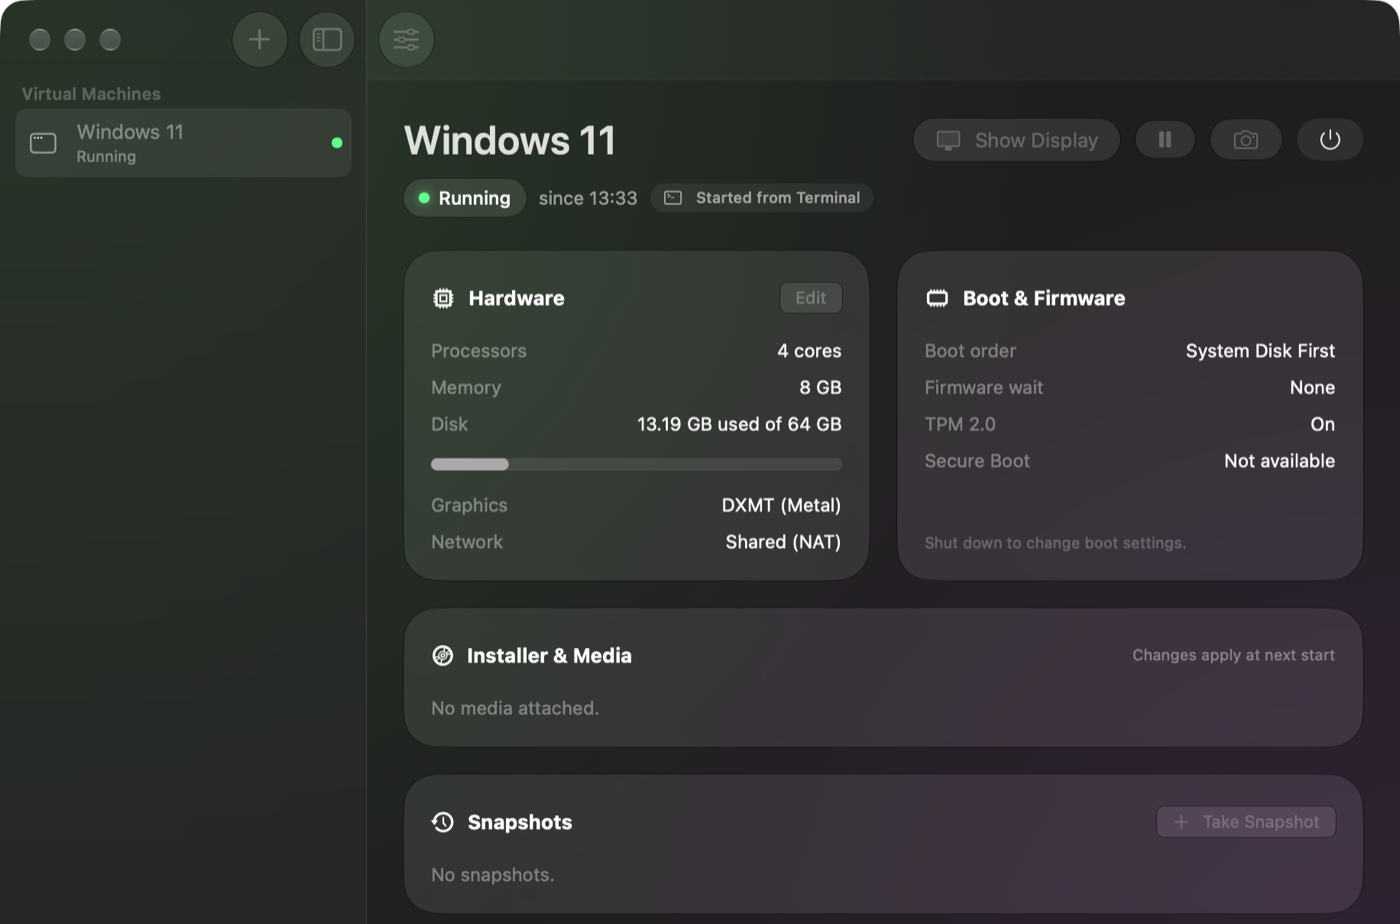 Virtual Machines
Windows 11
Running
Windows 11
Show Display
Running
since 13:33
Started from Terminal
Hardware
Edit
Processors 4 cores
Memory 8 GB
Disk 13.19 GB used of 64 GB
Graphics DXMT (Metal)
Network Shared (NAT)
Boot & Firmware
Boot order System Disk First
Firmware wait None
TPM 2.0 On
Secure Boot Not available
Shut down to change boot settings.
Installer & Media
Changes apply at next start
No media attached.
Snapshots
Take Snapshot
No snapshots.